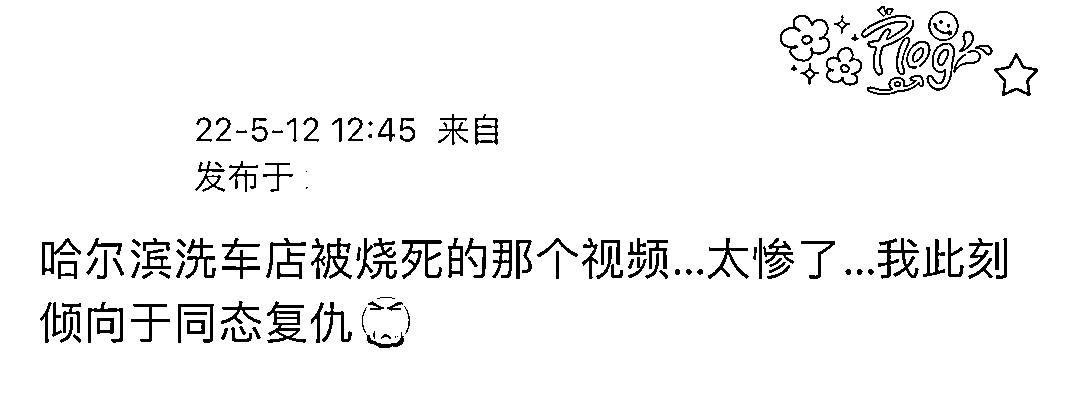 Plog
22-5-12 12:45 来自
发布于
哈尔滨洗车店被烧死的那个视频...太惨了...我此刻
倾向于同态复仇